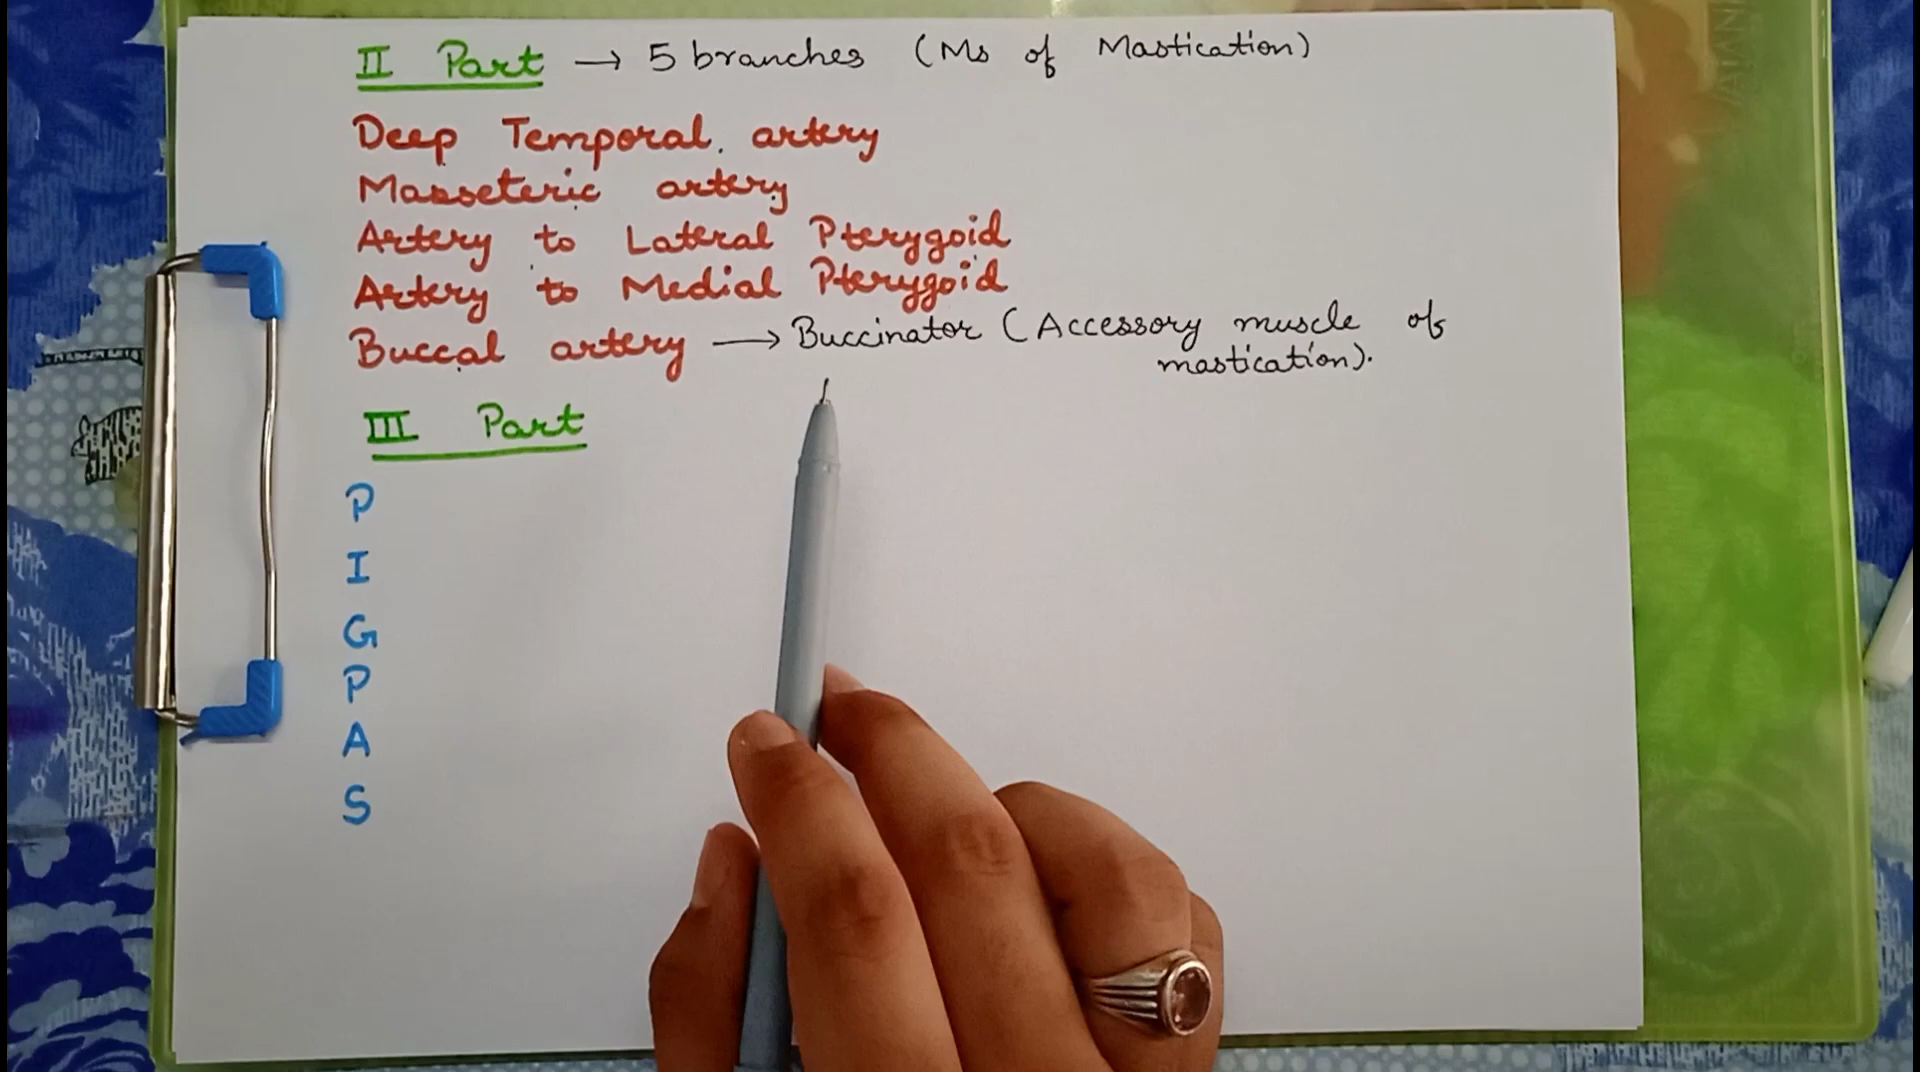 II Part → 5 branches (Ms of Mastication)
Deep Temporal artery
Masseteric artery
Artery to Lateral Pterygoid
Artery to Medial Pterygoid
Buccal artery → Buccinator (Accessory muscle of
mastication).
III Part
P
I
G
P
A
S